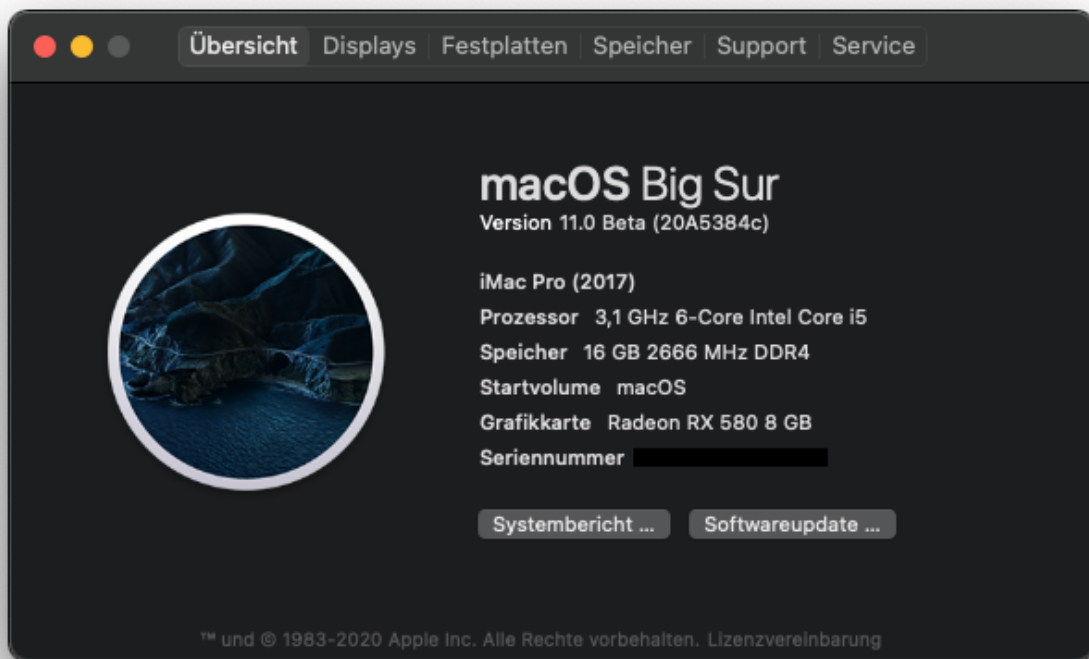 Übersicht Displays Festplatten Speicher Support Service
macOS Big Sur
Version 11.0 Beta (20A5384c)
iMac Pro (2017)
Prozessor 3,1 GHz 6-Core Intel Core i5
Speicher 16 GB 2666 MHz DDR4
Startvolume macOS
Grafikkarte Radeon RX 580 8 GB
Seriennummer
Systembericht ... Softwareupdate ...
™ und © 1983-2020 Apple Inc. Alle Rechte vorbehalten. Lizenzvereinbarung